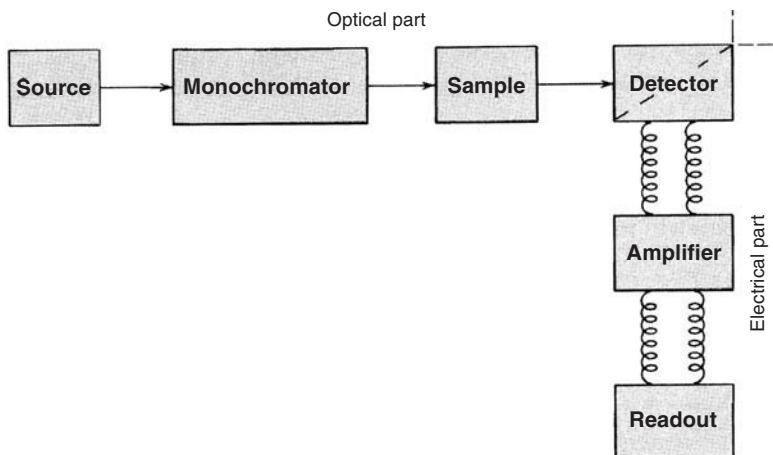 Optical part
Source
Monochromator
Sample
Detector
Amplifier
Electrical part
Readout